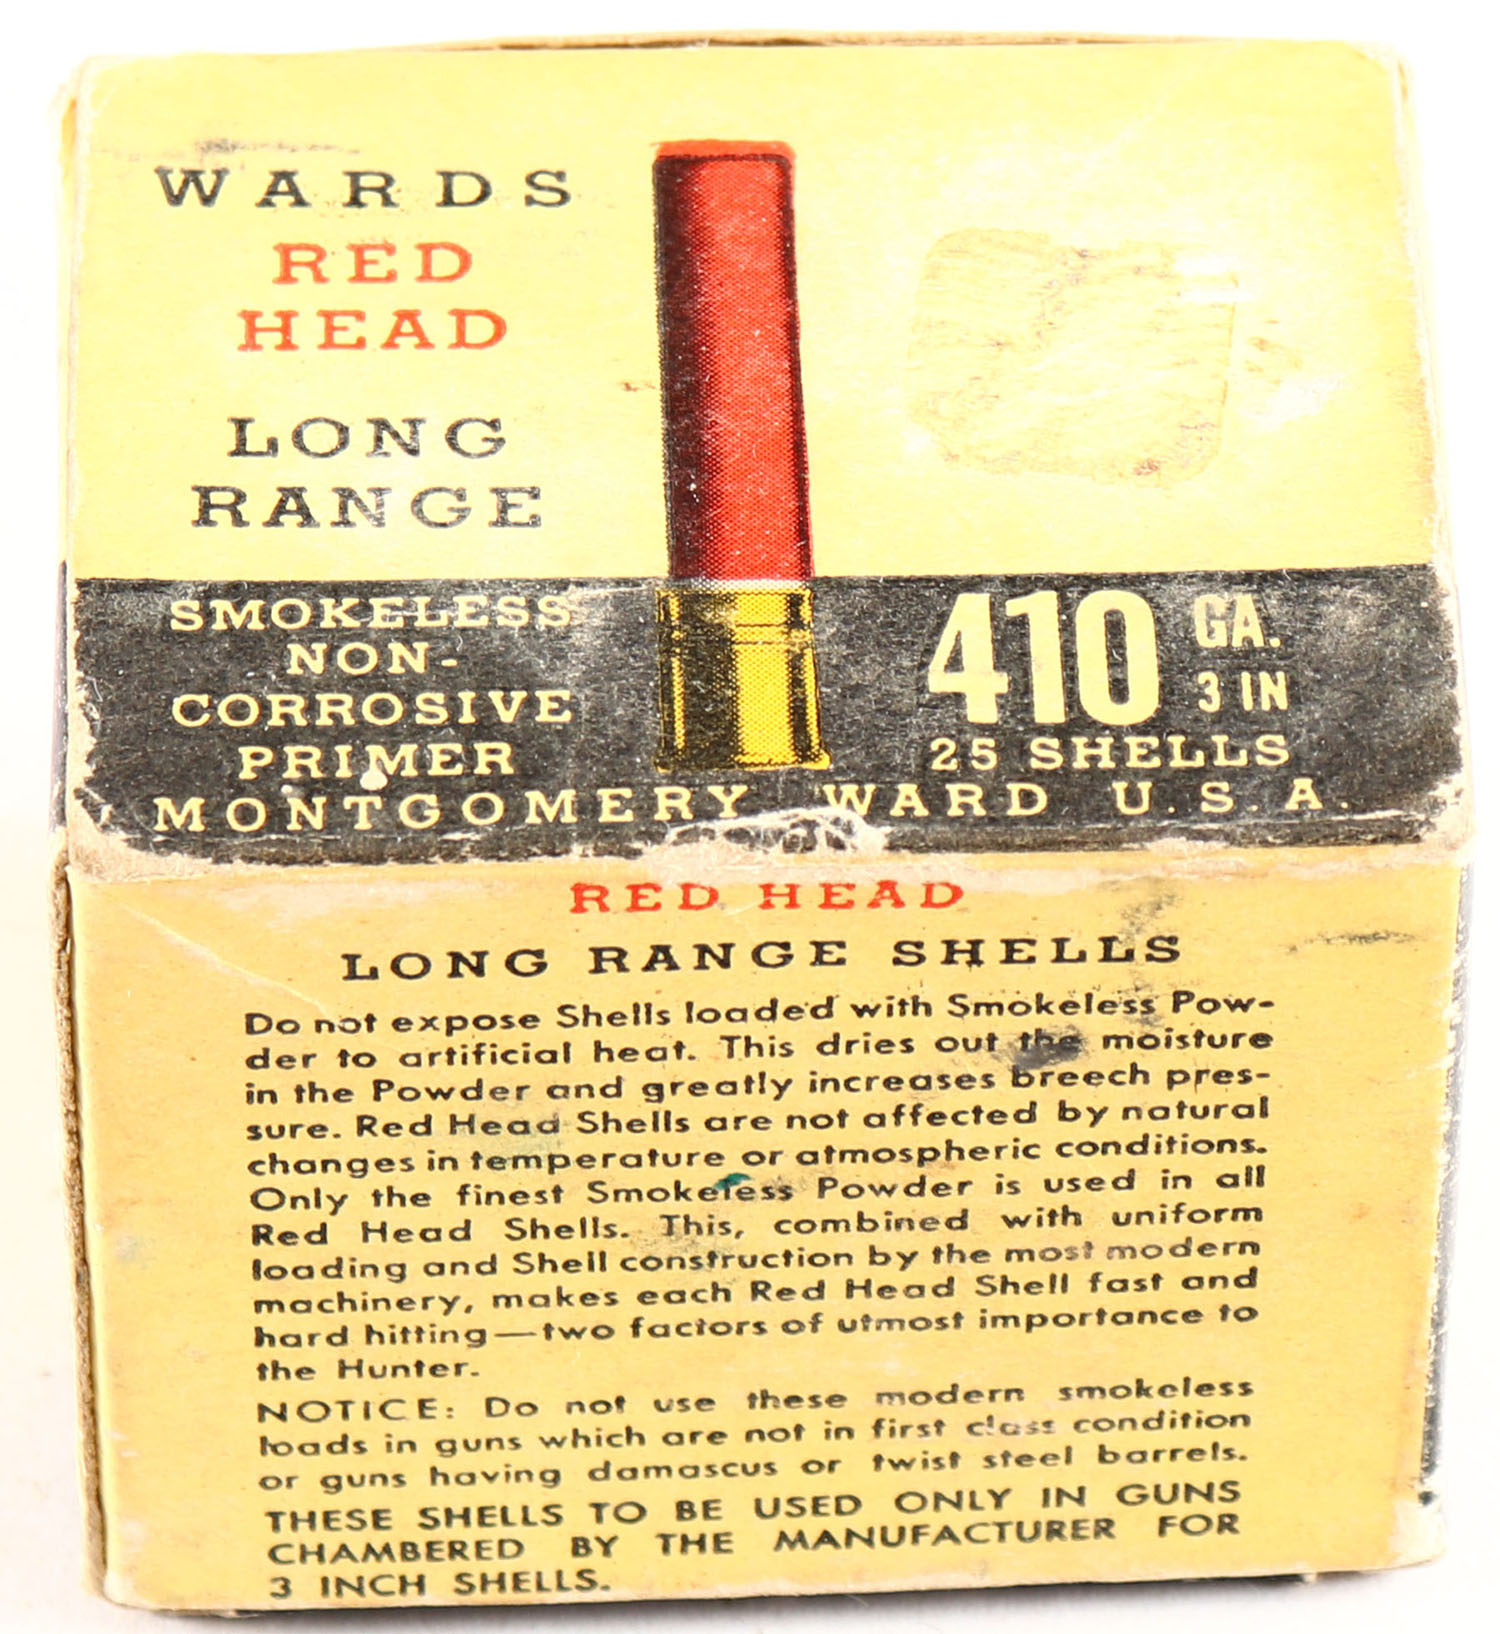 WARDS
RED
HEAD
LONG
RANGE
SMOKELESS
NON-
CORROSIVE
PRIMER
410 GA.
3 IN
25 SHELLS
MONTGOMERY WARD U.S.A.
RED HEAD
LONG RANGE SHELLS
Do not expose Shells loaded with Smokeless Pow-
der to artificial heat. This dries out the moisture
in the Powder and greatly increases breech pres-
sure. Red Head Shells are not affected by natural
changes in temperature or atmospheric conditions.
Only the finest Smokeless Powder is used in all
Red Head Shells. This, combined with uniform
loading and Shell construction by the most modern
machinery, makes each Red Head Shell fast and
hard hitting—two factors of utmost importance to
the Hunter.
NOTICE: Do not use these modern smokeless
loads in guns which are not in first class condition
or guns having damascus or twist steel barrels.
THESE SHELLS TO BE USED ONLY IN GUNS
CHAMBERED BY THE MANUFACTURER FOR
3 INCH SHELLS.